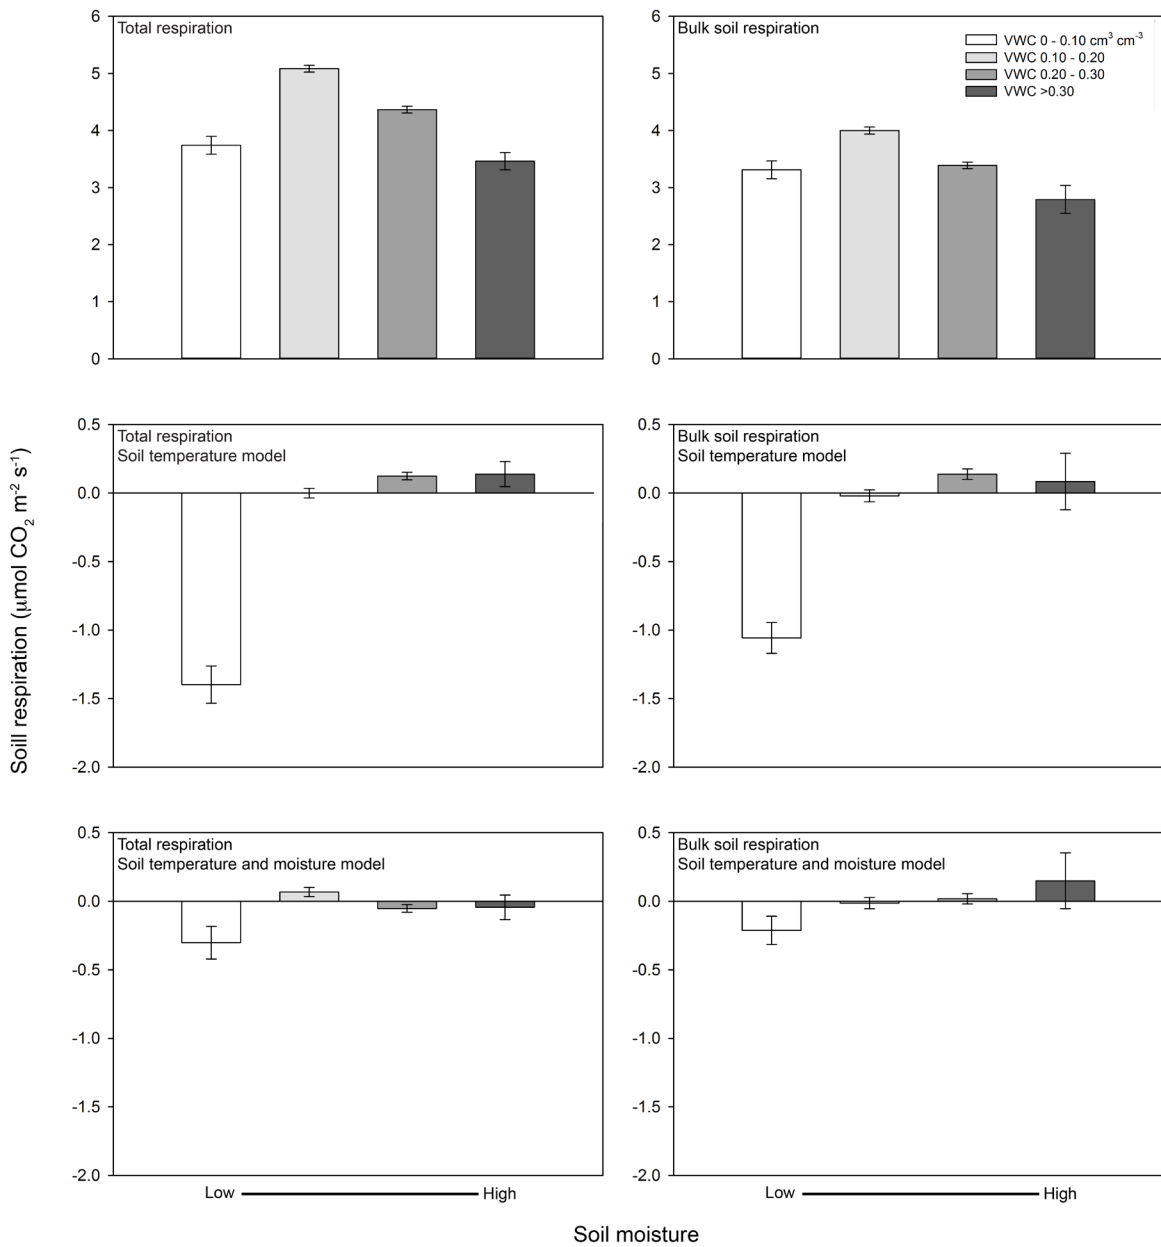 Total respiration
6
5
4
3
2
1
0
Bulk soil respiration
VWC 0 - 0.10 cm³ cm⁻³
VWC 0.10 - 0.20
VWC 0.20 - 0.30
VWC >0.30
6
5
4
3
2
1
0
Soill respiration (μmol CO₂ m⁻² s⁻¹)
Total respiration
Soil temperature model
0.5
0.0
-0.5
-1.0
-1.5
-2.0
Bulk soil respiration
Soil temperature model
0.5
0.0
-0.5
-1.0
-1.5
-2.0
Total respiration
Soil temperature and moisture model
0.5
0.0
-0.5
-1.0
-1.5
-2.0
Low High
Bulk soil respiration
Soil temperature and moisture model
0.5
0.0
-0.5
-1.0
-1.5
-2.0
Low High
Soil moisture